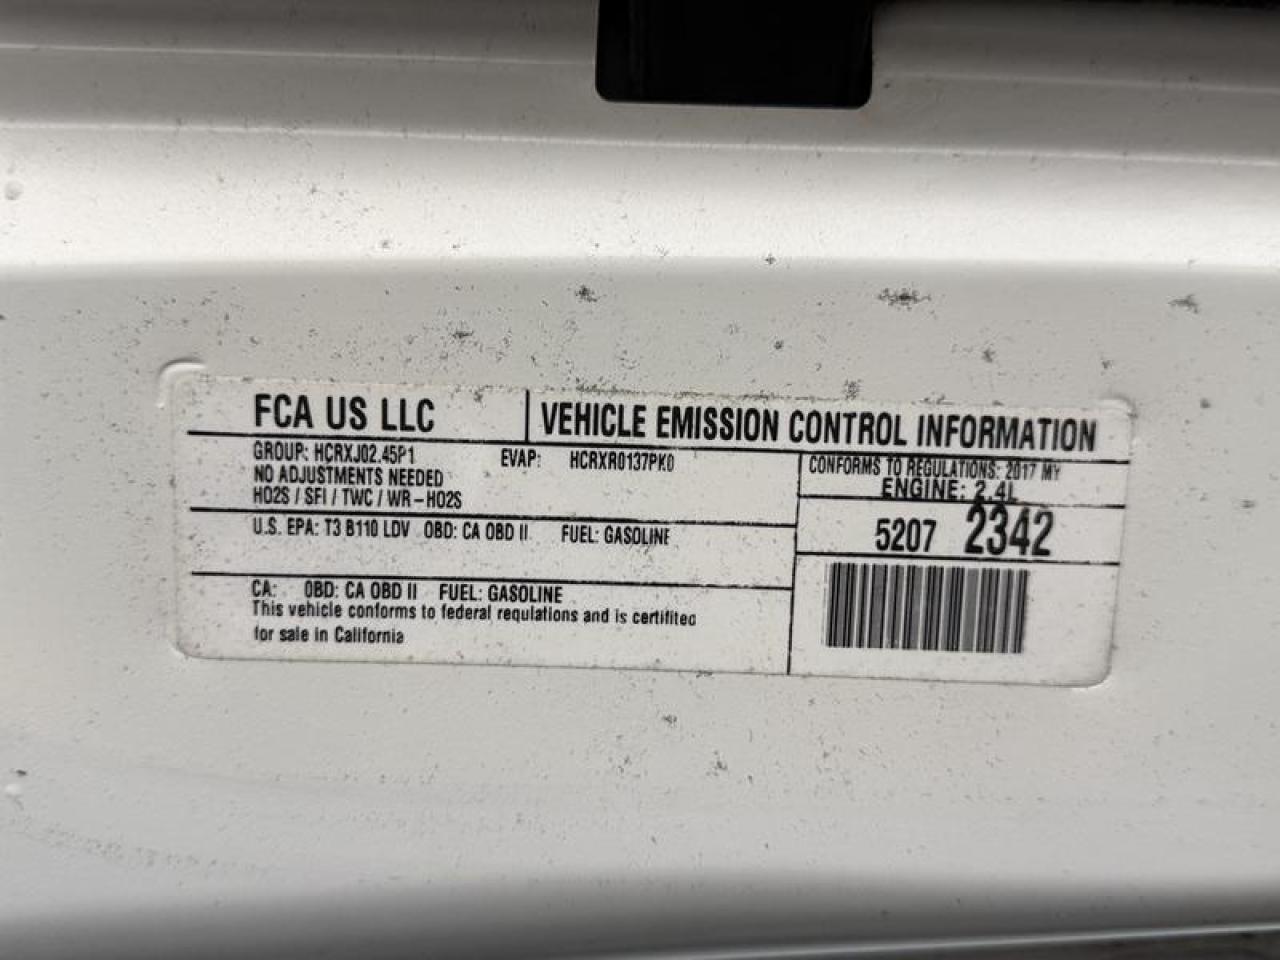 FCA US LLC
VEHICLE EMISSION CONTROL INFORMATION
GROUP: HCRXJ02.45P1
EVAP: HCRXR0137PK0
NO ADJUSTMENTS NEEDED
HO2S / SFI / TWC / WR-HO2S
CONFORMS TO REGULATIONS: 2017 MY
ENGINE: 2.4L
U.S. EPA: T3 B110 LDV OBD: CA OBD II FUEL: GASOLINE
5207 2342
CA: OBD: CA OBD II FUEL: GASOLINE
This vehicle conforms to federal regulations and is certified
for sale in California